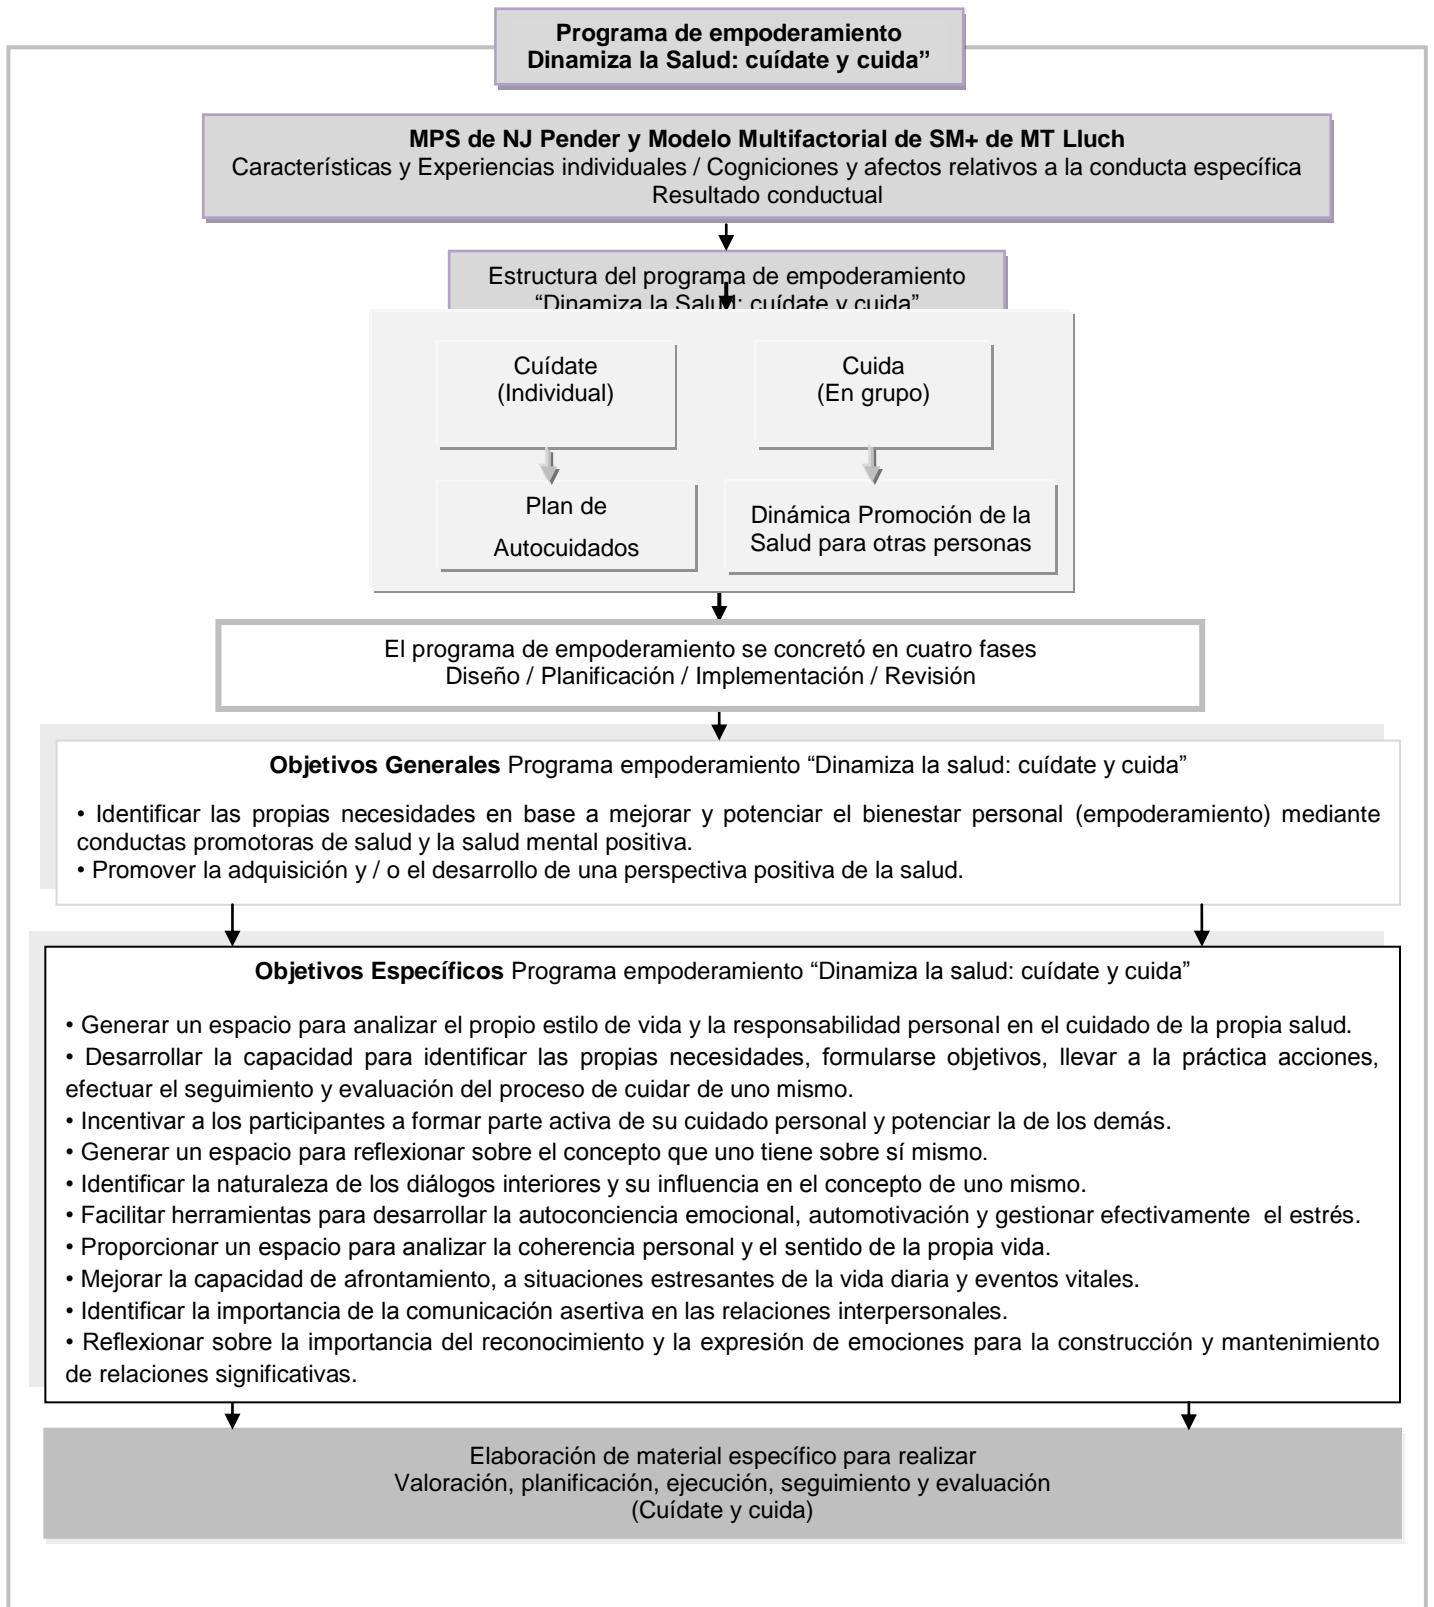 Programa de empoderamiento
Dinamiza la Salud: cuídate y cuida”
MPS de NJ Pender y Modelo Multifactorial de SM+ de MT Lluch
Características y Experiencias individuales / Cogniciones y afectos relativos a la conducta específica
Resultado conductual
Estructura del programa de empoderamiento
“Dinamiza la Salud: cuídate y cuida”
Cuídate
(Individual)
Cuida
(En grupo)
Plan de
Autocuidados
Dinámica Promoción de la
Salud para otras personas
El programa de empoderamiento se concretó en cuatro fases
Diseño / Planificación / Implementación / Revisión
Objetivos Generales Programa empoderamiento “Dinamiza la salud: cuídate y cuida”
• Identificar las propias necesidades en base a mejorar y potenciar el bienestar personal (empoderamiento) mediante
conductas promotoras de salud y la salud mental positiva.
• Promover la adquisición y / o el desarrollo de una perspectiva positiva de la salud.
Objetivos Específicos Programa empoderamiento “Dinamiza la salud: cuídate y cuida”
• Generar un espacio para analizar el propio estilo de vida y la responsabilidad personal en el cuidado de la propia salud.
• Desarrollar la capacidad para identificar las propias necesidades, formularse objetivos, llevar a la práctica acciones,
efectuar el seguimiento y evaluación del proceso de cuidar de uno mismo.
• Incentivar a los participantes a formar parte activa de su cuidado personal y potenciar la de los demás.
• Generar un espacio para reflexionar sobre el concepto que uno tiene sobre sí mismo.
• Identificar la naturaleza de los diálogos interiores y su influencia en el concepto de uno mismo.
• Facilitar herramientas para desarrollar la autoconciencia emocional, automotivación y gestionar efectivamente el estrés.
• Proporcionar un espacio para analizar la coherencia personal y el sentido de la propia vida.
• Mejorar la capacidad de afrontamiento, a situaciones estresantes de la vida diaria y eventos vitales.
• Identificar la importancia de la comunicación asertiva en las relaciones interpersonales.
• Reflexionar sobre la importancia del reconocimiento y la expresión de emociones para la construcción y mantenimiento
de relaciones significativas.
Elaboración de material específico para realizar
Valoración, planificación, ejecución, seguimiento y evaluación
(Cuídate y cuida)